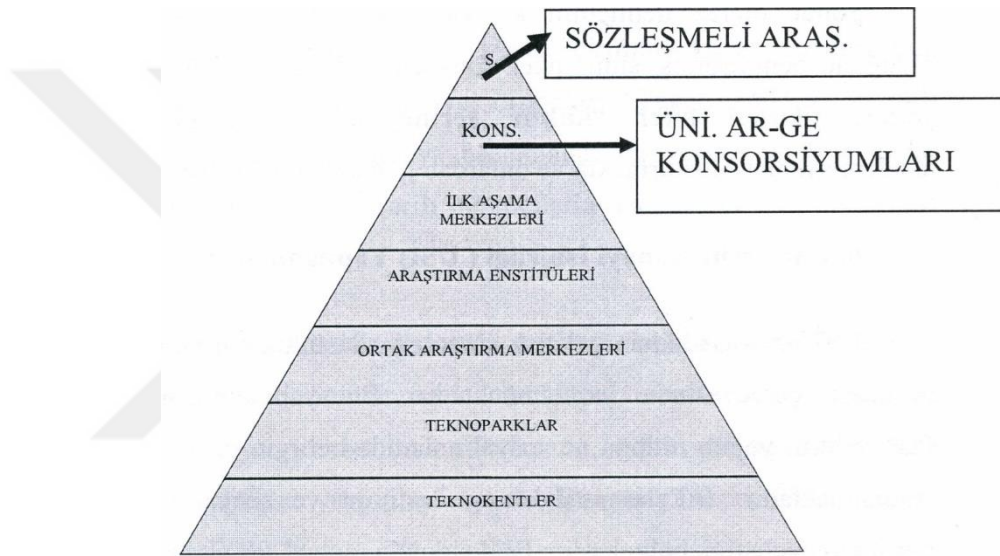 S.
SÖZLEŞMELİ ARAŞ.
KONS.
ÜNİ. AR-GE
KONSORSİYUMLARI
İLK AŞAMA
MERKEZLERİ
ARAŞTIRMA ENSTİTÜLERİ
ORTAK ARAŞTIRMA MERKEZLERİ
TEKNOPARKLAR
TEKNOKENTLER